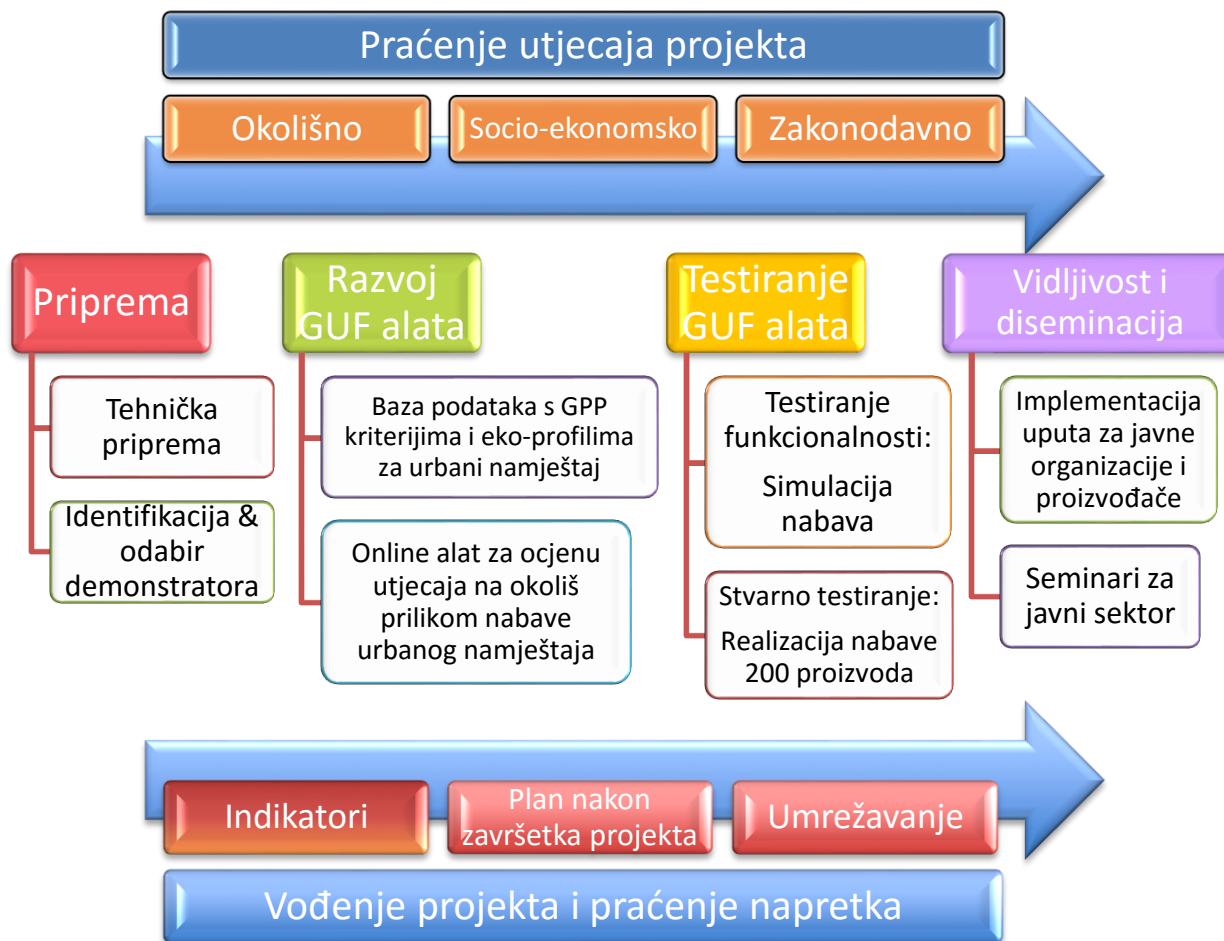 Praćenje utjecaja projekta
Okolišno
Socio-ekonomsko
Zakonodavno
Priprema
Tehnička
priprema
Identifikacija &
odabir
demonstratora
Razvoj
GUF alata
Baza podataka s GPP
kriterijima i eko-profilima
za urbani namještaj
Online alat za ocjenu
utjecaja na okoliš
prilikom nabave
urbanog namještaja
Testiranje
GUF alata
Testiranje
funkcionalnosti:
Simulacija
nabava
Stvarno testiranje:
Realizacija nabave
200 proizvoda
Vidljivost i
diseminacija
Implementacija
uputa za javne
organizacije i
proizvođače
Seminari za
javni sektor
Indikatori
Plan nakon
završetka projekta
Umrežavanje
Vođenje projekta i praćenje napretka